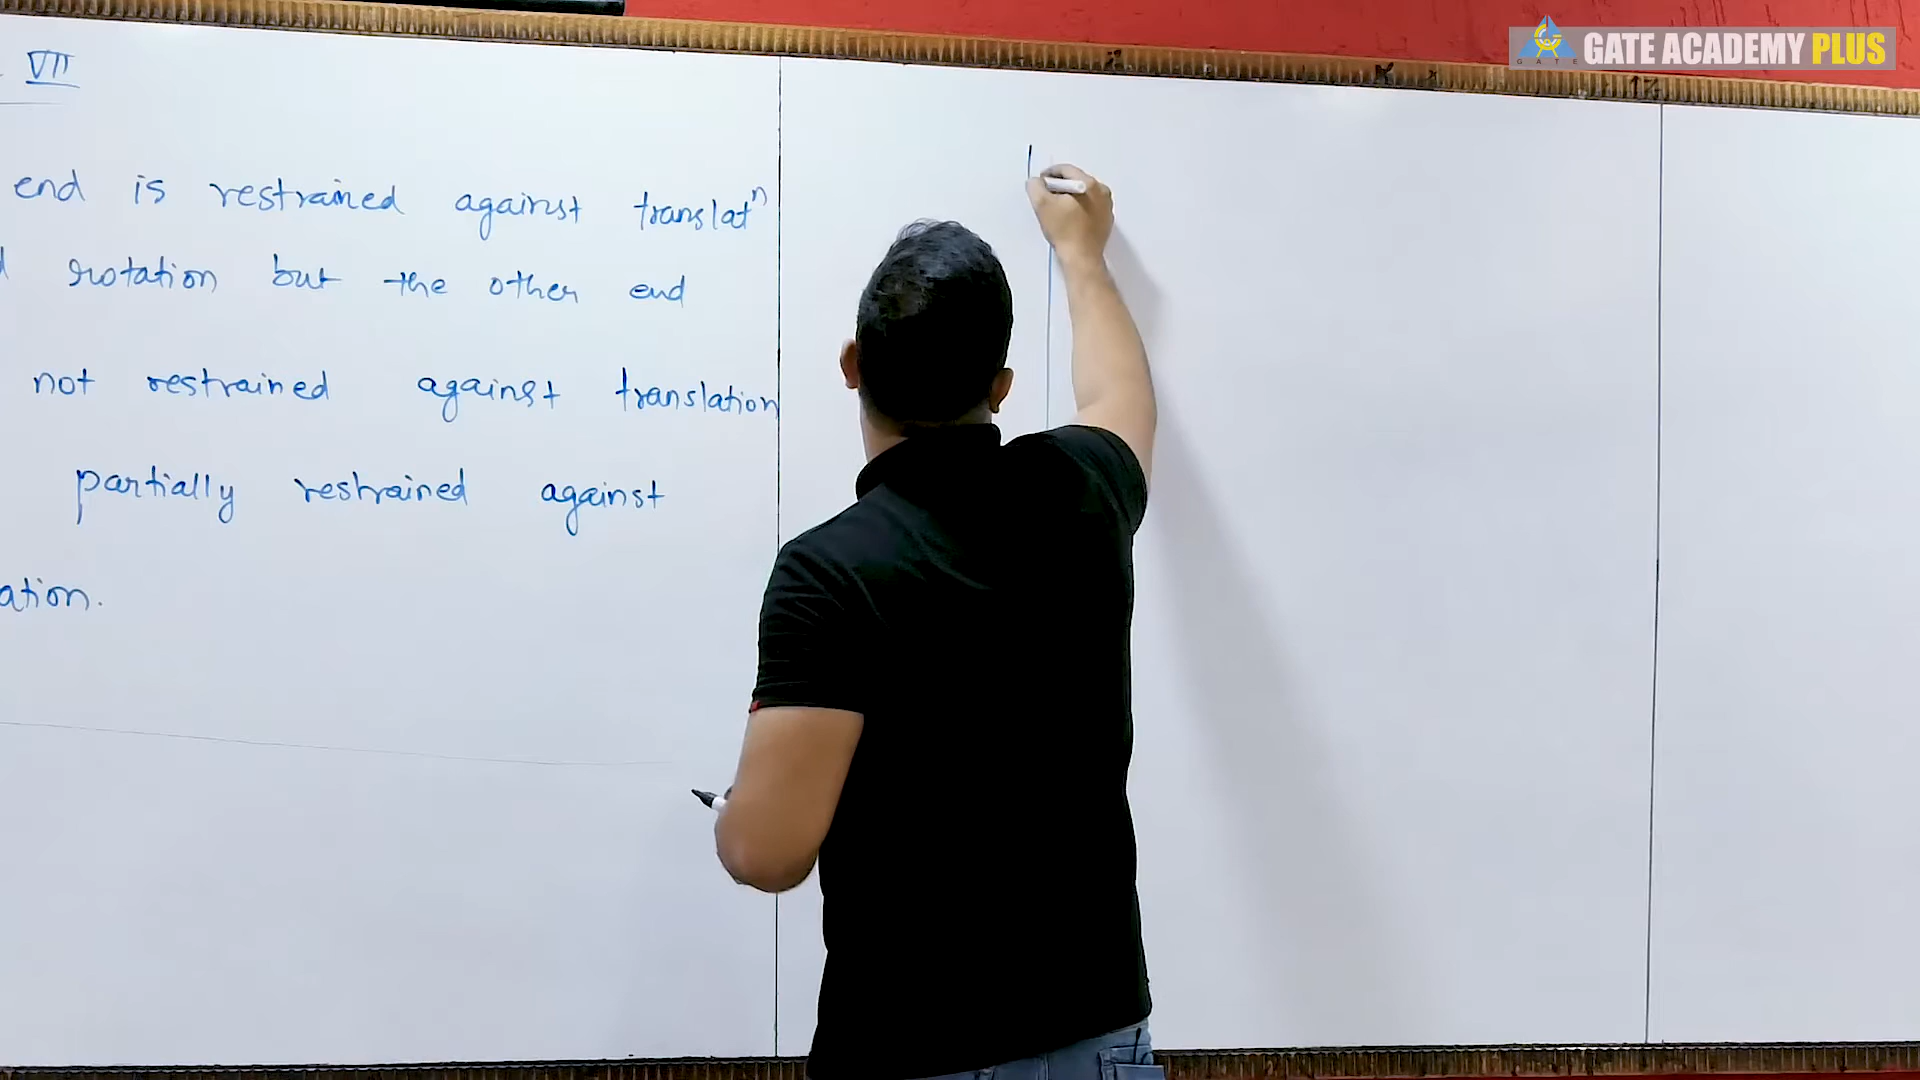 VII
end is restrained against translatⁿ
rotation but the other end
not restrained against translation
partially restrained against
ation.
GATE ACADEMY PLUS
GATE